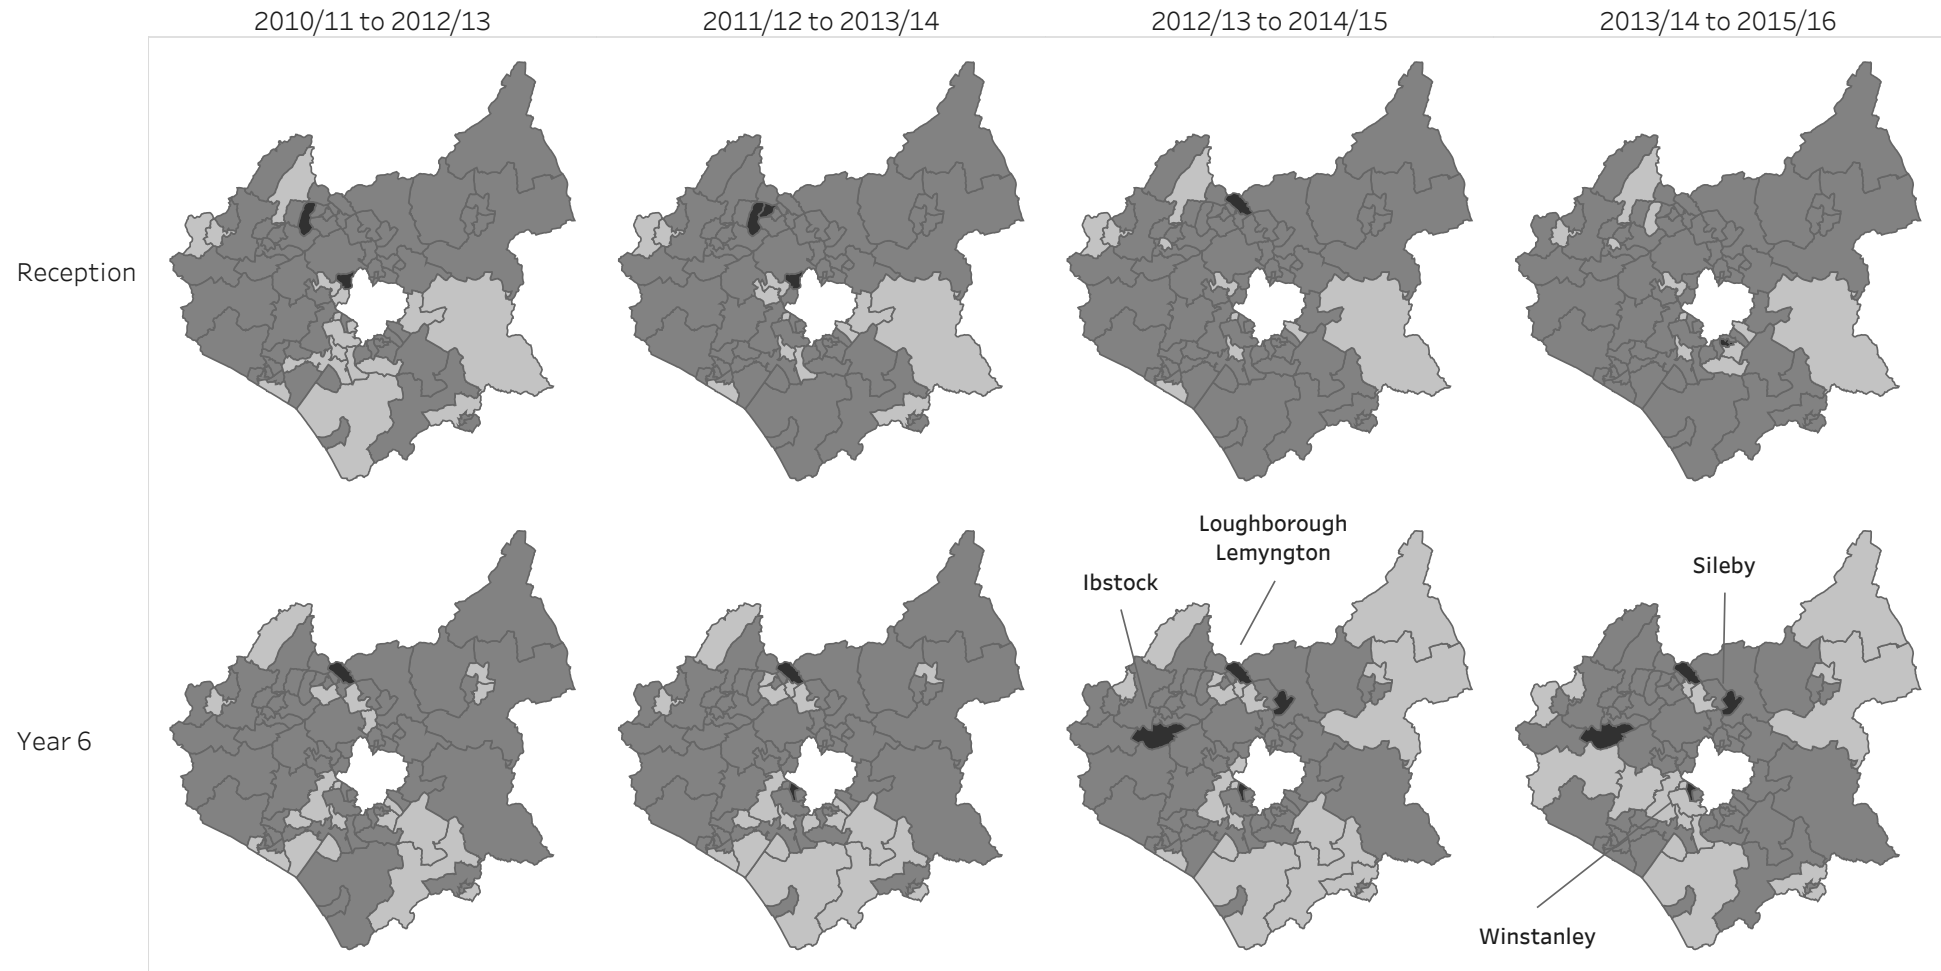 2010/11 to 2012/13
2011/12 to 2013/14
2012/13 to 2014/15
2013/14 to 2015/16
Reception
Loughborough
Lemyngton
Ibstock
Sileby
Year 6
Winstanley